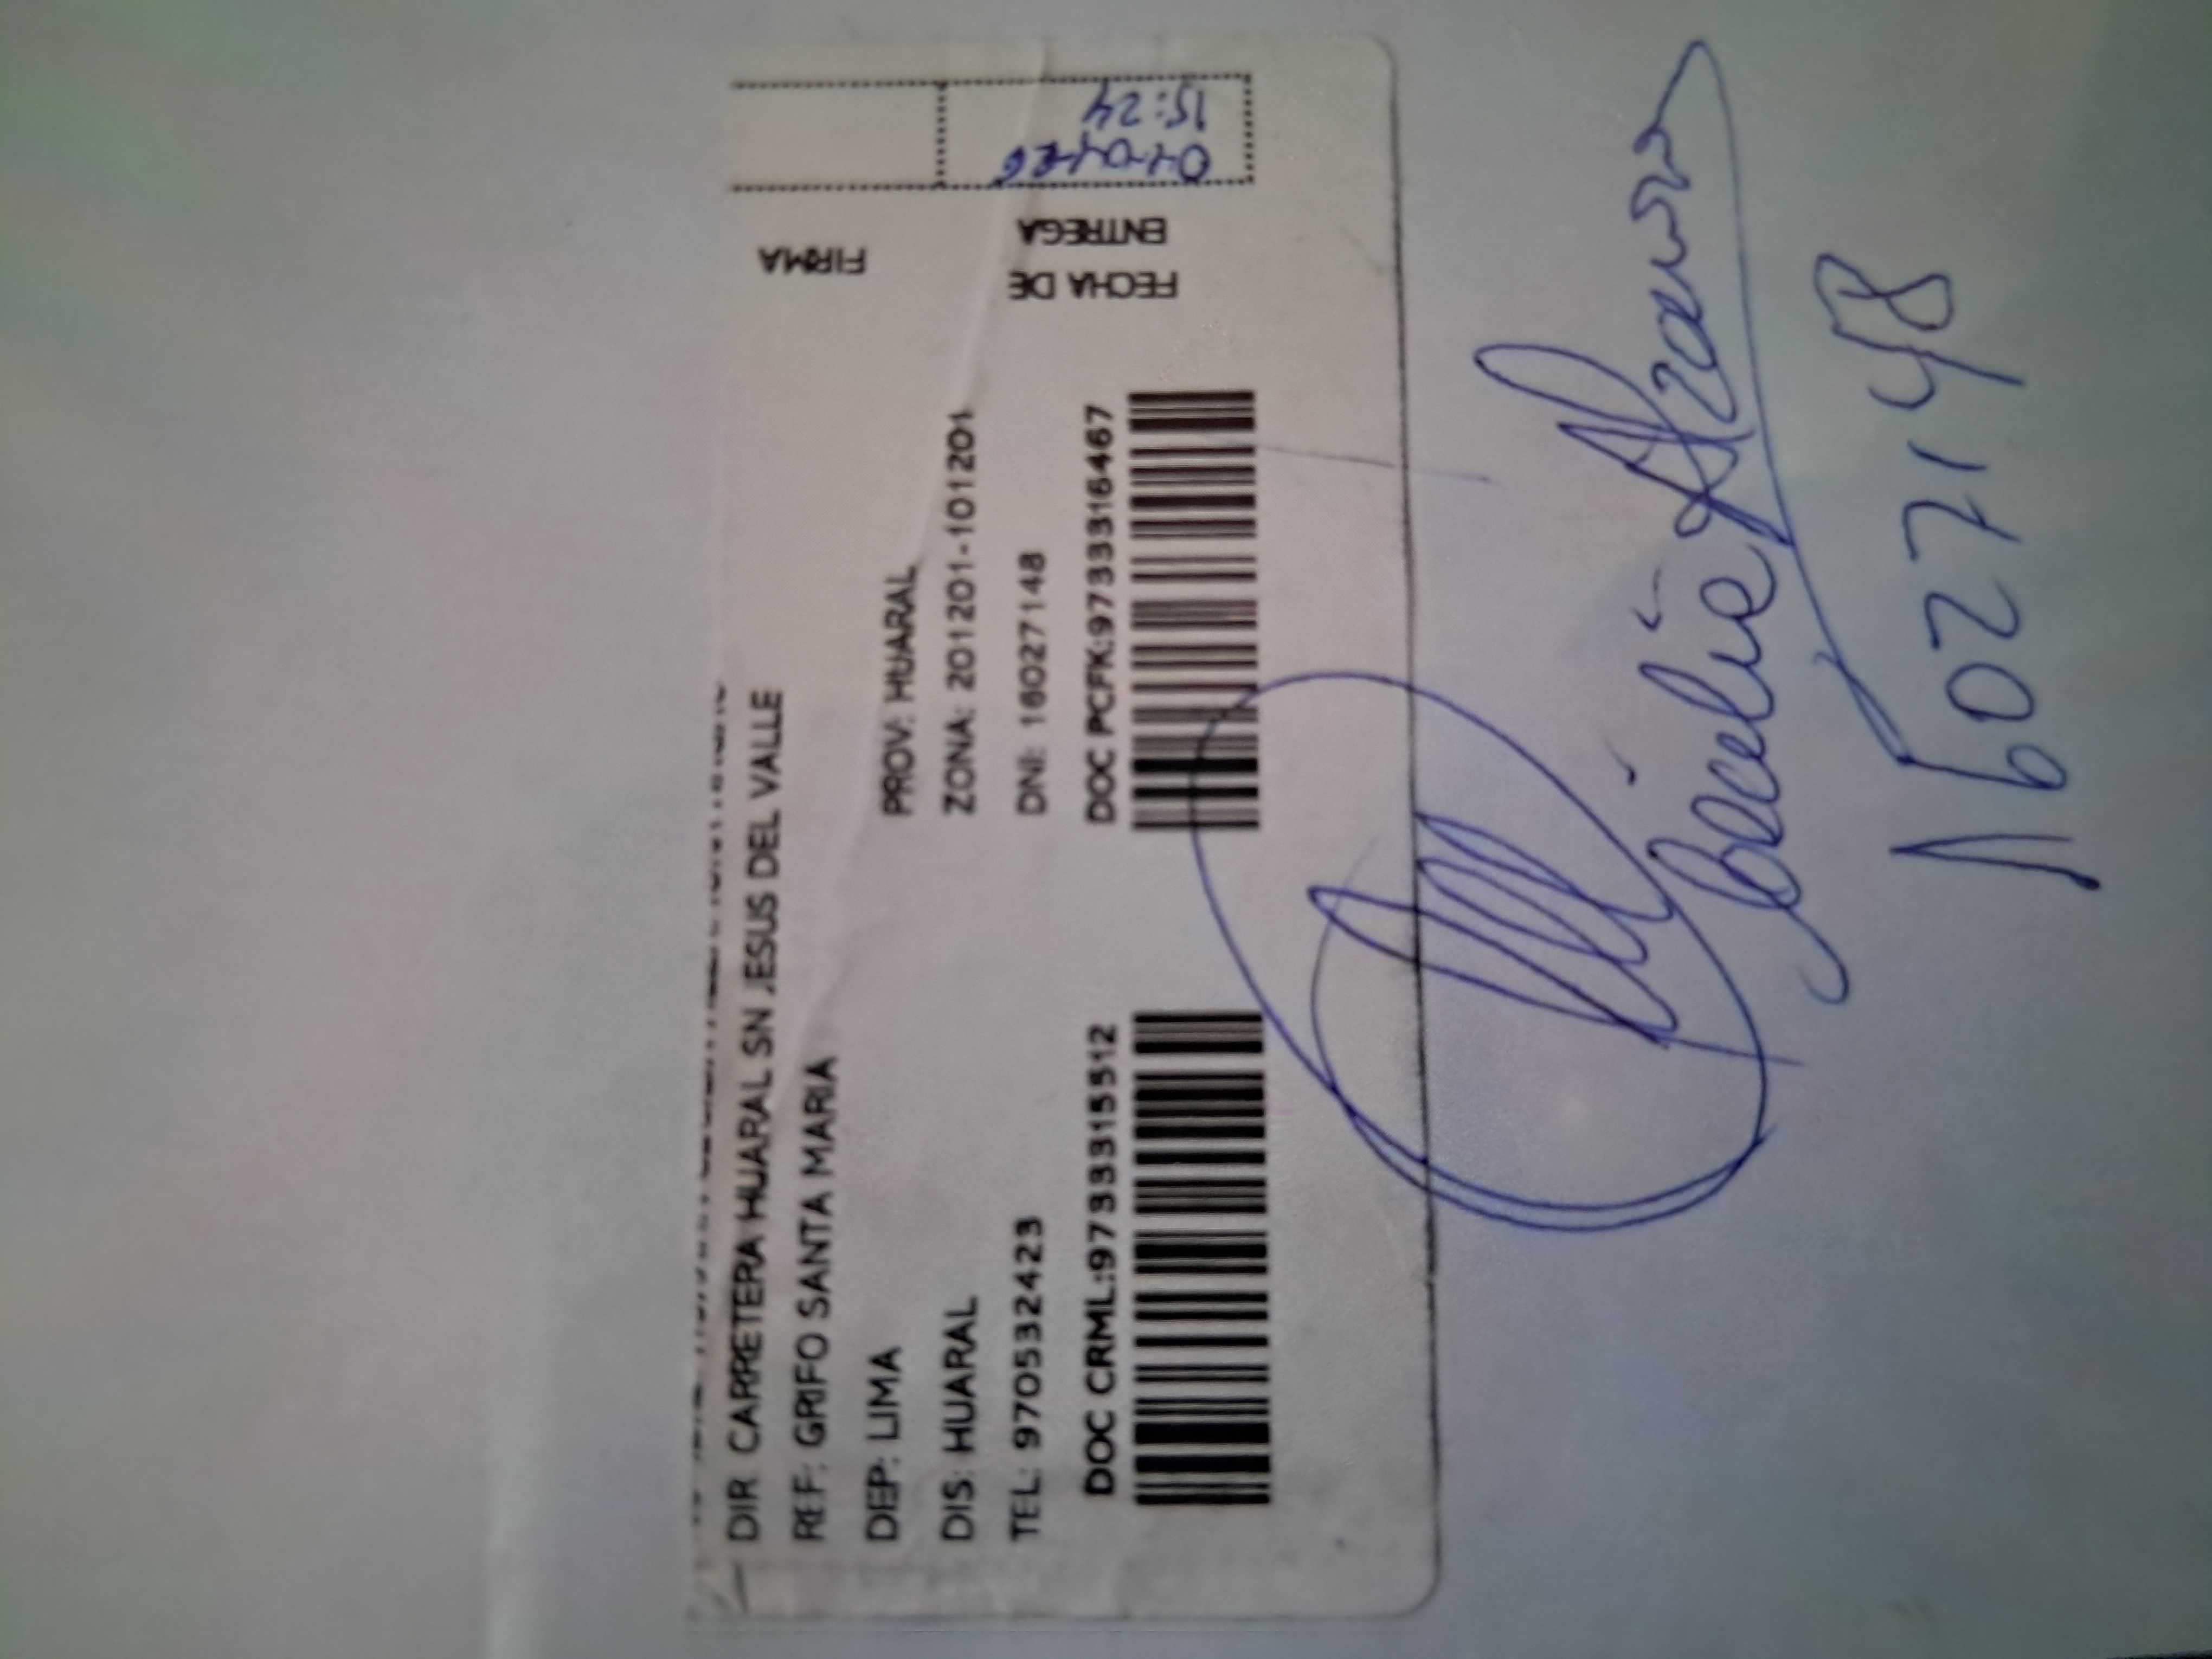 DIR CARRETERA HUARAL SN JESUS DEL VALLE
REF: GRIFO SANTA MARIA
DEP: LIMA PROV: HUARAL
DIS: HUARAL ZONA: 201201-101201
TEL: 970532423 DNI: 16027148
DOC CRML:9733315512 DOC PCFK:9733316467
FIRMA
FECHA DE
ENTREGA
15:24
16027148